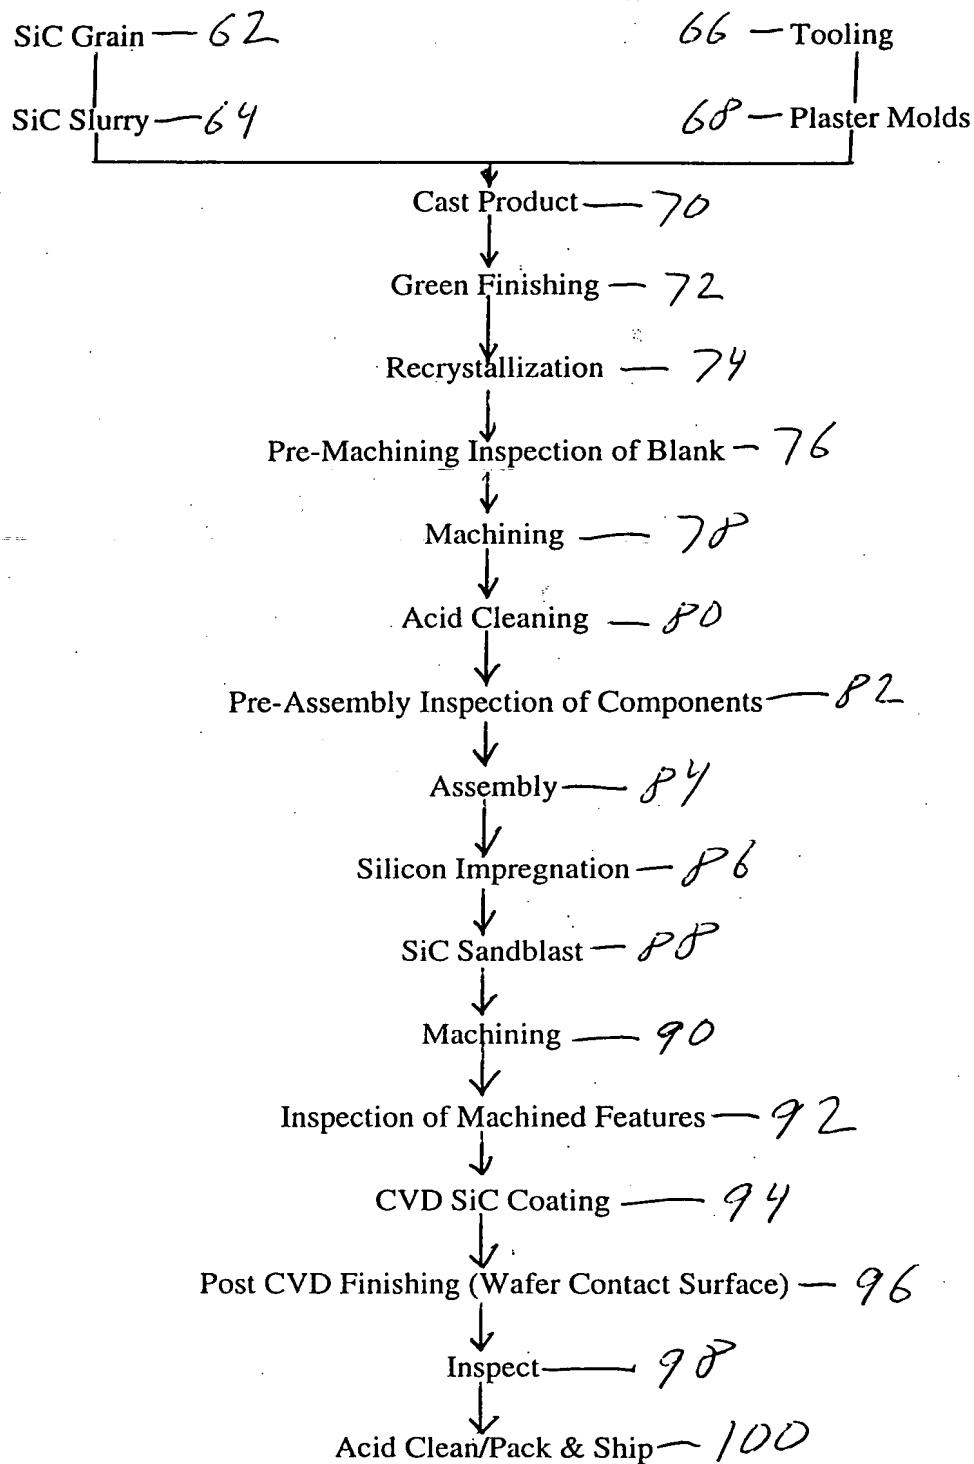 SiC Grain — 62 66 — Tooling
SiC Slurry — 64 68 — Plaster Molds
Cast Product — 70
Green Finishing — 72
Recrystallization — 74
Pre-Machining Inspection of Blank — 76
Machining — 78
Acid Cleaning — 80
Pre-Assembly Inspection of Components — 82
Assembly — 84
Silicon Impregnation — 86
SiC Sandblast — 88
Machining — 90
Inspection of Machined Features — 92
CVD SiC Coating — 94
Post CVD Finishing (Wafer Contact Surface) — 96
Inspect — 98
Acid Clean/Pack & Ship — 100